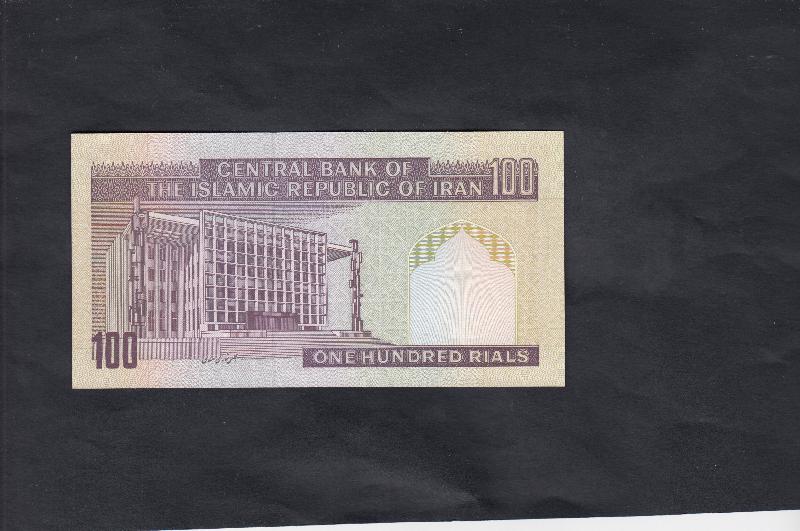 CENTRAL BANK OF
THE ISLAMIC REPUBLIC OF IRAN 100
100
ONE HUNDRED RIALS